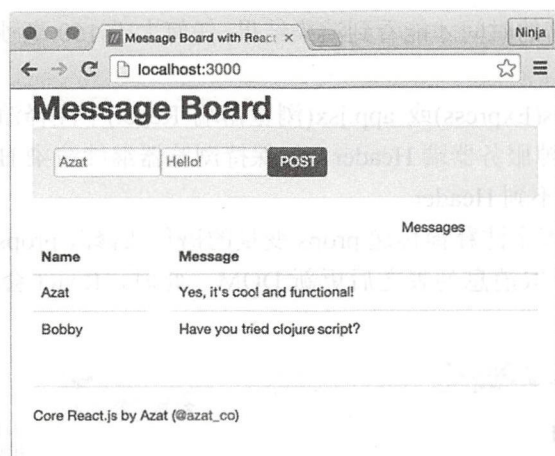 Message Board with React ×
Ninja
localhost:3000
Message Board
Azat
Hello!
POST
Messages
Name Message
Azat Yes, it's cool and functional!
Bobby Have you tried clojure script?
Core React.js by Azat (@azat_co)